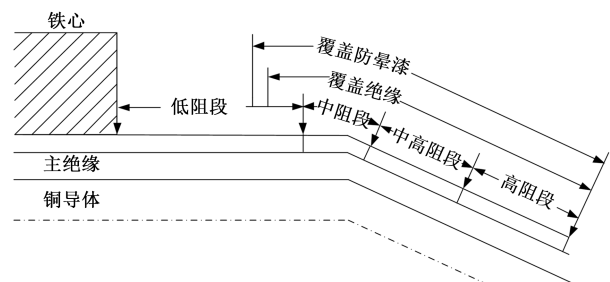 铁心
覆盖防晕漆
覆盖绝缘
低阻段
中阻段
中高阻段
高阻段
主绝缘
铜导体